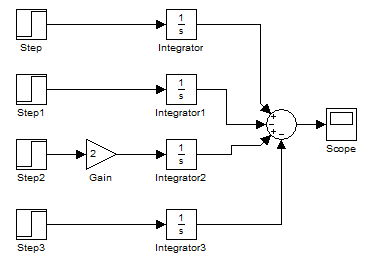 1
s
Step
Integrator
1
s
Step1
Integrator1
+
−
+
−
Scope
2
1
s
Step2
Gain
Integrator2
1
s
Step3
Integrator3